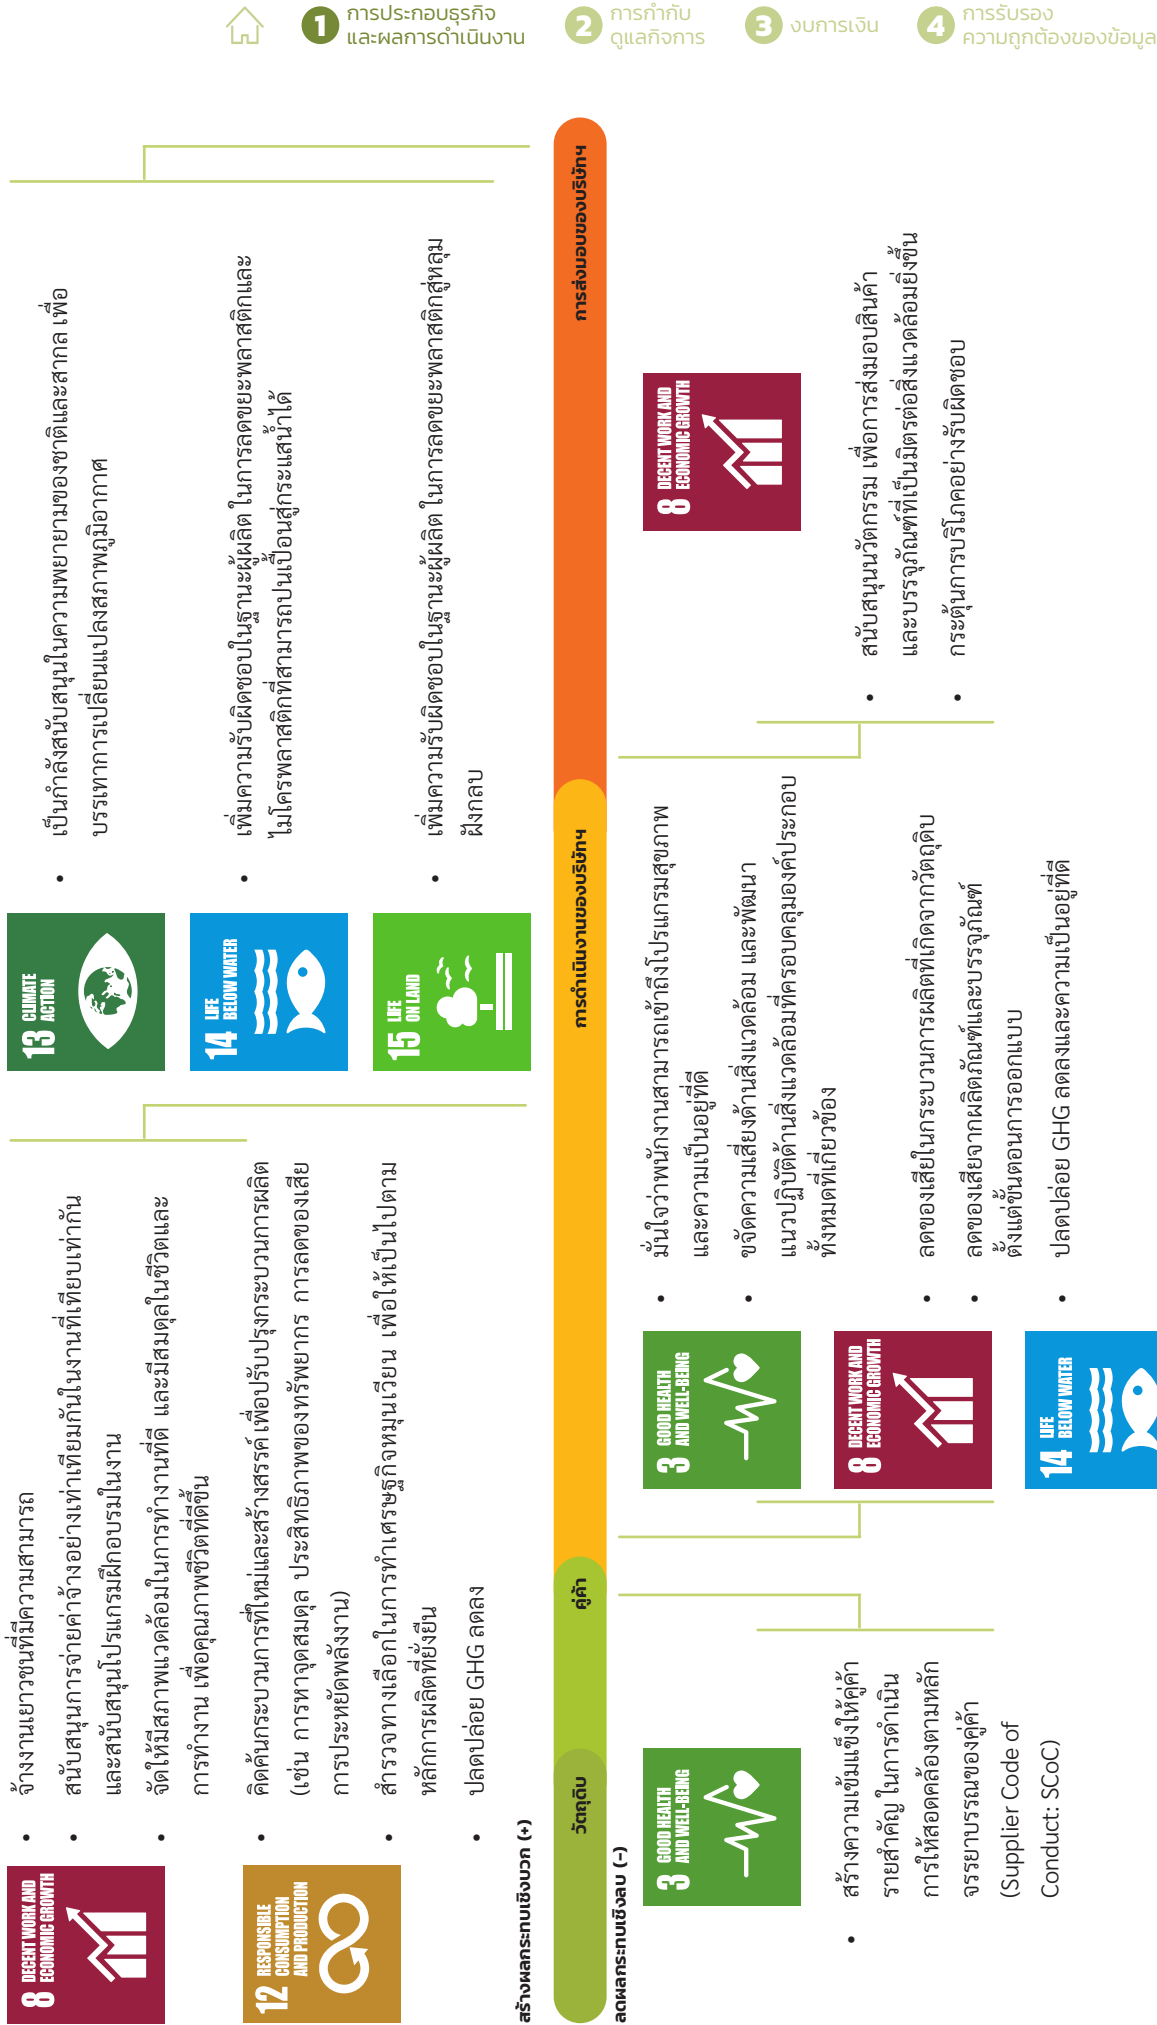 1
การประกอบธุรกิจ
และผลการดำเนินงาน
2
การกำกับ
ดูแลกิจการ
3
งบการเงิน
4
การรับรอง
ความถูกต้องของข้อมูล
8 DECENT WORK AND
ECONOMIC GROWTH
• จ้างงานเยาวชนที่มีความสามารถ
• สนับสนุนการจ่ายค่าจ้างอย่างเท่าเทียมกันในงานที่เทียบเท่ากัน
และสนับสนุนโปรแกรมฝึกอบรมในงาน
• จัดให้มีสภาพแวดล้อมในการทำงานที่ดี และมีสมดุลในชีวิตและ
การทำงาน เพื่อคุณภาพชีวิตที่ดีขึ้น
12 RESPONSIBLE
CONSUMPTION
AND PRODUCTION
• คิดค้นกระบวนการที่ใหม่และสร้างสรรค์ เพื่อปรับปรุงกระบวนการผลิต
(เช่น การหาจุดสมดุล ประสิทธิภาพของทรัพยากร การลดของเสีย
การประหยัดพลังงาน)
• สำรวจทางเลือกในการทำเศรษฐกิจหมุนเวียน เพื่อให้เป็นไปตาม
หลักการผลิตที่ยั่งยืน
• ปลดปล่อย GHG ลดลง
13 CLIMATE
ACTION
• เป็นกำลังสนับสนุนในความพยายามของชาติและสากล เพื่อ
บรรเทาการเปลี่ยนแปลงสภาพภูมิอากาศ
14 LIFE
BELOW WATER
• เพิ่มความรับผิดชอบในฐานะผู้ผลิต ในการลดขยะพลาสติกและ
ไมโครพลาสติกที่สามารถปนเปื้อนสู่กระแสน้ำได้
15 LIFE
ON LAND
• เพิ่มความรับผิดชอบในฐานะผู้ผลิต ในการลดขยะพลาสติกสู่หลุม
ฝังกลบ
สร้างผลกระทบเชิงบวก (+)
วัตถุดิบ
คู่ค้า
การดำเนินงานของบริษัทฯ
การส่งมอบของบริษัทฯ
ลดผลกระทบเชิงลบ (-)
3 GOOD HEALTH
AND WELL-BEING
• สร้างความเข้มแข็งให้คู่ค้า
รายสำคัญ ในการดำเนิน
การให้สอดคล้องตามหลัก
จรรยาบรรณของคู่ค้า
(Supplier Code of
Conduct: SCoC)
3 GOOD HEALTH
AND WELL-BEING
• มั่นใจว่าพนักงานสามารถเข้าถึงโปรแกรมสุขภาพ
และความเป็นอยู่ที่ดี
• ขจัดความเสี่ยงด้านสิ่งแวดล้อม และพัฒนา
แนวปฏิบัติด้านสิ่งแวดล้อมที่ครอบคลุมองค์ประกอบ
ทั้งหมดที่เกี่ยวข้อง
8 DECENT WORK AND
ECONOMIC GROWTH
• ลดของเสียในกระบวนการผลิตที่เกิดจากวัตถุดิบ
• ลดของเสียจากผลิตภัณฑ์และบรรจุภัณฑ์
ตั้งแต่ขั้นตอนการออกแบบ
14 LIFE
BELOW WATER
• ปลดปล่อย GHG ลดลงและความเป็นอยู่ที่ดี
8 DECENT WORK AND
ECONOMIC GROWTH
• สนับสนุนนวัตกรรม เพื่อการส่งมอบสินค้า
และบรรจุภัณฑ์ที่เป็นมิตรต่อสิ่งแวดล้อมยิ่งขึ้น
• กระตุ้นการบริโภคอย่างรับผิดชอบ